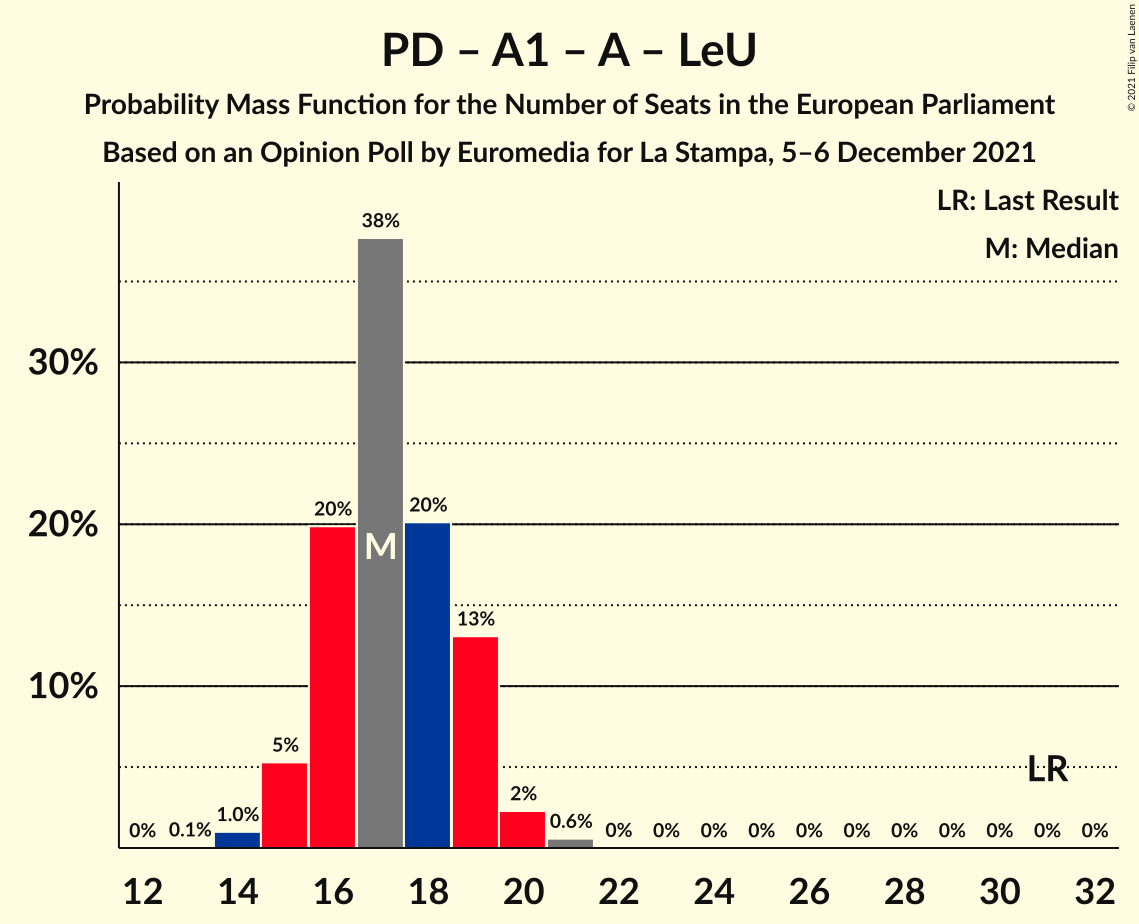 © 2021 Filip van Laenen
PD – A1 – A – LeU
Probability Mass Function for the Number of Seats in the European Parliament
Based on an Opinion Poll by Euromedia for La Stampa, 5–6 December 2021
LR: Last Result
M: Median
38%
30%
20%
20%
20%
M
13%
10%
5%
LR
2%
0% 0.1% 1.0% 0.6% 0% 0% 0% 0% 0% 0% 0% 0% 0% 0% 0%
12 14 16 18 20 22 24 26 28 30 32